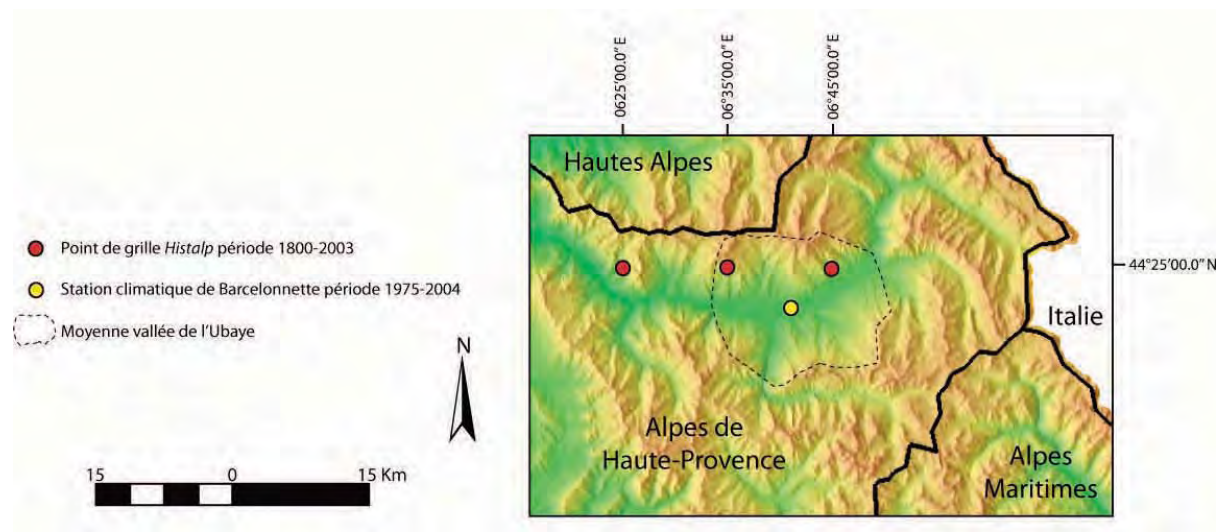 0625'00.0" E
06°35'00.0" E
06°45'00.0" E
Hautes Alpes
Point de grille Histalp période 1800-2003
Station climatique de Barcelonnette période 1975-2004
Moyenne vallée de l'Ubaye
44°25'00.0" N
Italie
N
Alpes de
Haute-Provence
Alpes
Maritimes
15 0 15 Km